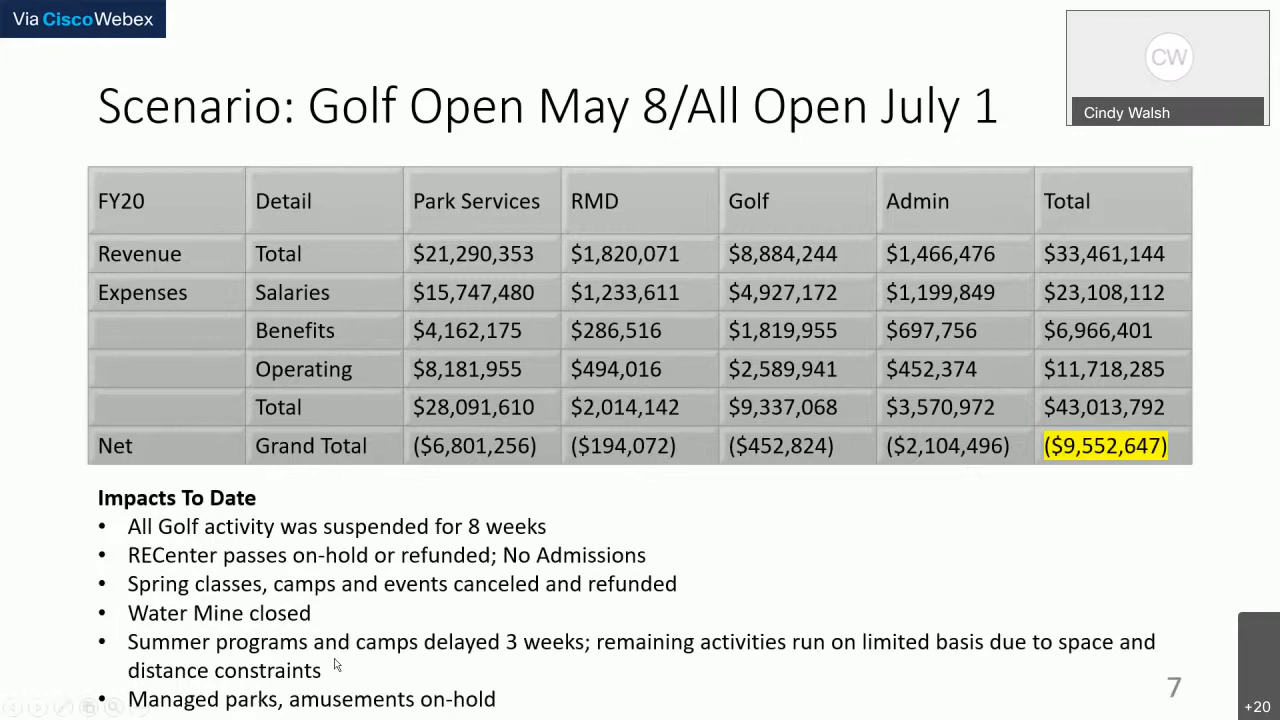 Via CiscoWebex
CW
Cindy Walsh
Scenario: Golf Open May 8/All Open July 1
FY20 Detail Park Services RMD Golf Admin Total
Revenue Total $21,290,353 $1,820,071 $8,884,244 $1,466,476 $33,461,144
Expenses Salaries $15,747,480 $1,233,611 $4,927,172 $1,199,849 $23,108,112
Benefits $4,162,175 $286,516 $1,819,955 $697,756 $6,966,401
Operating $8,181,955 $494,016 $2,589,941 $452,374 $11,718,285
Total $28,091,610 $2,014,142 $9,337,068 $3,570,972 $43,013,792
Net Grand Total ($6,801,256) ($194,072) ($452,824) ($2,104,496) ($9,552,647)
Impacts To Date
• All Golf activity was suspended for 8 weeks
• RECenter passes on-hold or refunded; No Admissions
• Spring classes, camps and events canceled and refunded
• Water Mine closed
• Summer programs and camps delayed 3 weeks; remaining activities run on limited basis due to space and
distance constraints
• Managed parks, amusements on-hold
7
+20